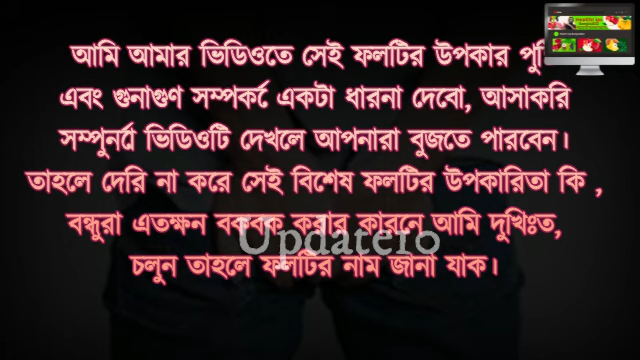 আমি আমার ভিডিওতে সেই ফলটির উপকার
এবং গুনাগুণ সম্পর্কে একটা ধারনা দেবো, আসাকরি
সম্পুনর্রো ভিডিওটি দেখলে আপনারা বুজতে পারবেন।
তাহলে দেরি না করে সেই বিশেষ ফলটির উপকারিতা কি ,
বন্ধুরা এতক্ষন বকবক করার কারনে আমি দুখিঃত,
Updatero
চলুন তাহলে ফলটির নাম জানা যাক।